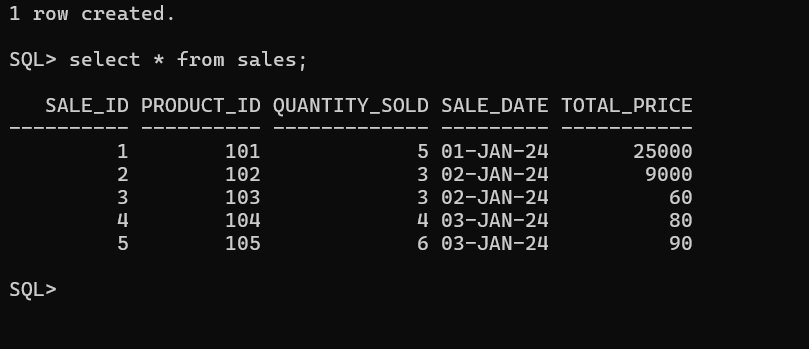 1 row created.
SQL> select * from sales;
   SALE_ID PRODUCT_ID QUANTITY_SOLD SALE_DATE TOTAL_PRICE
---------- ---------- ------------- --------- -----------
         1        101             5 01-JAN-24       25000
         2        102             3 02-JAN-24        9000
         3        103             3 02-JAN-24          60
         4        104             4 03-JAN-24          80
         5        105             6 03-JAN-24          90
SQL>